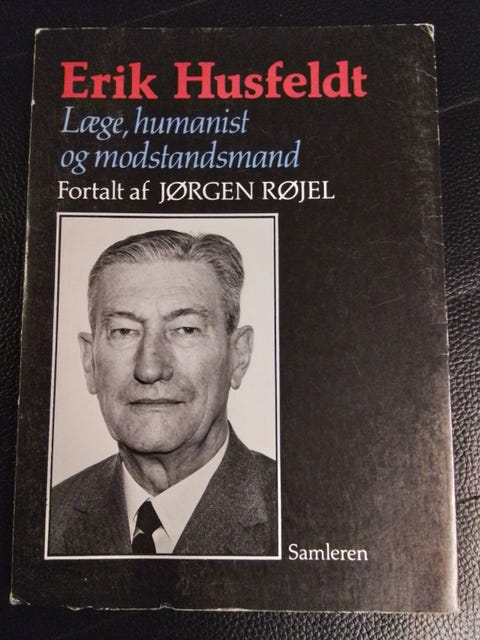 Erik Husfeldt
Læge, humanist
og modstandsmand
Fortalt af JØRGEN RØJEL
Samleren